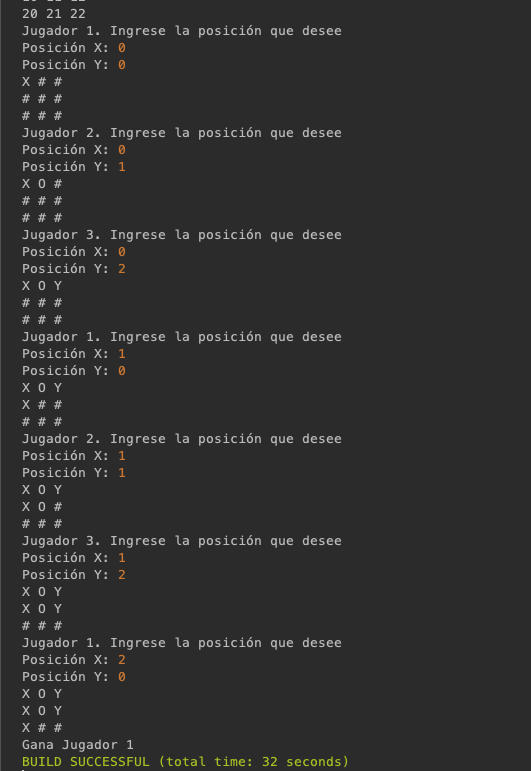 20 21 22
Jugador 1. Ingrese la posición que desee
Posición X: 0
Posición Y: 0
X # #
# # #
# # #
Jugador 2. Ingrese la posición que desee
Posición X: 0
Posición Y: 1
X O #
# # #
# # #
Jugador 3. Ingrese la posición que desee
Posición X: 0
Posición Y: 2
X O Y
# # #
# # #
Jugador 1. Ingrese la posición que desee
Posición X: 1
Posición Y: 0
X O Y
X # #
# # #
Jugador 2. Ingrese la posición que desee
Posición X: 1
Posición Y: 1
X O Y
X O #
# # #
Jugador 3. Ingrese la posición que desee
Posición X: 1
Posición Y: 2
X O Y
X O Y
# # #
Jugador 1. Ingrese la posición que desee
Posición X: 2
Posición Y: 0
X O Y
X O Y
X # #
Gana Jugador 1
BUILD SUCCESSFUL (total time: 32 seconds)